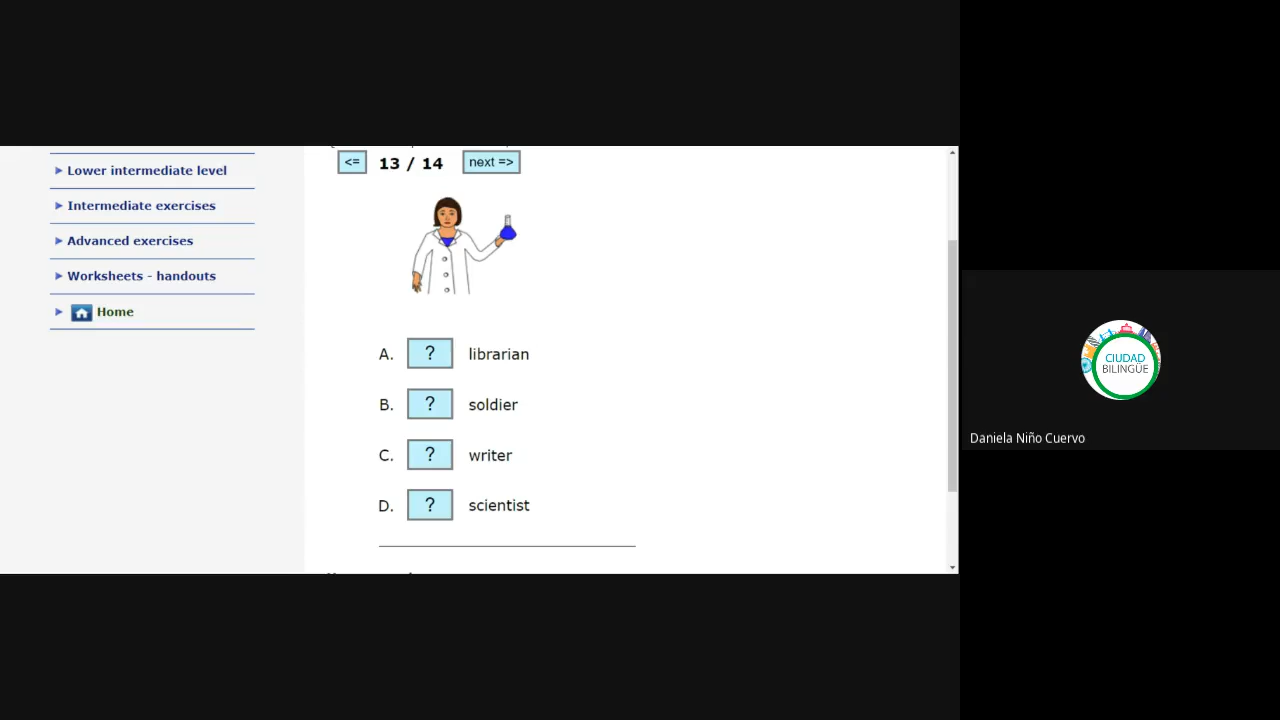 Lower intermediate level
Intermediate exercises
Advanced exercises
Worksheets - handouts
Home
<= 13 / 14 next =>
A. ? librarian
B. ? soldier
C. ? writer
D. ? scientist
CIUDAD
BILINGÜE
Daniela Niño Cuervo